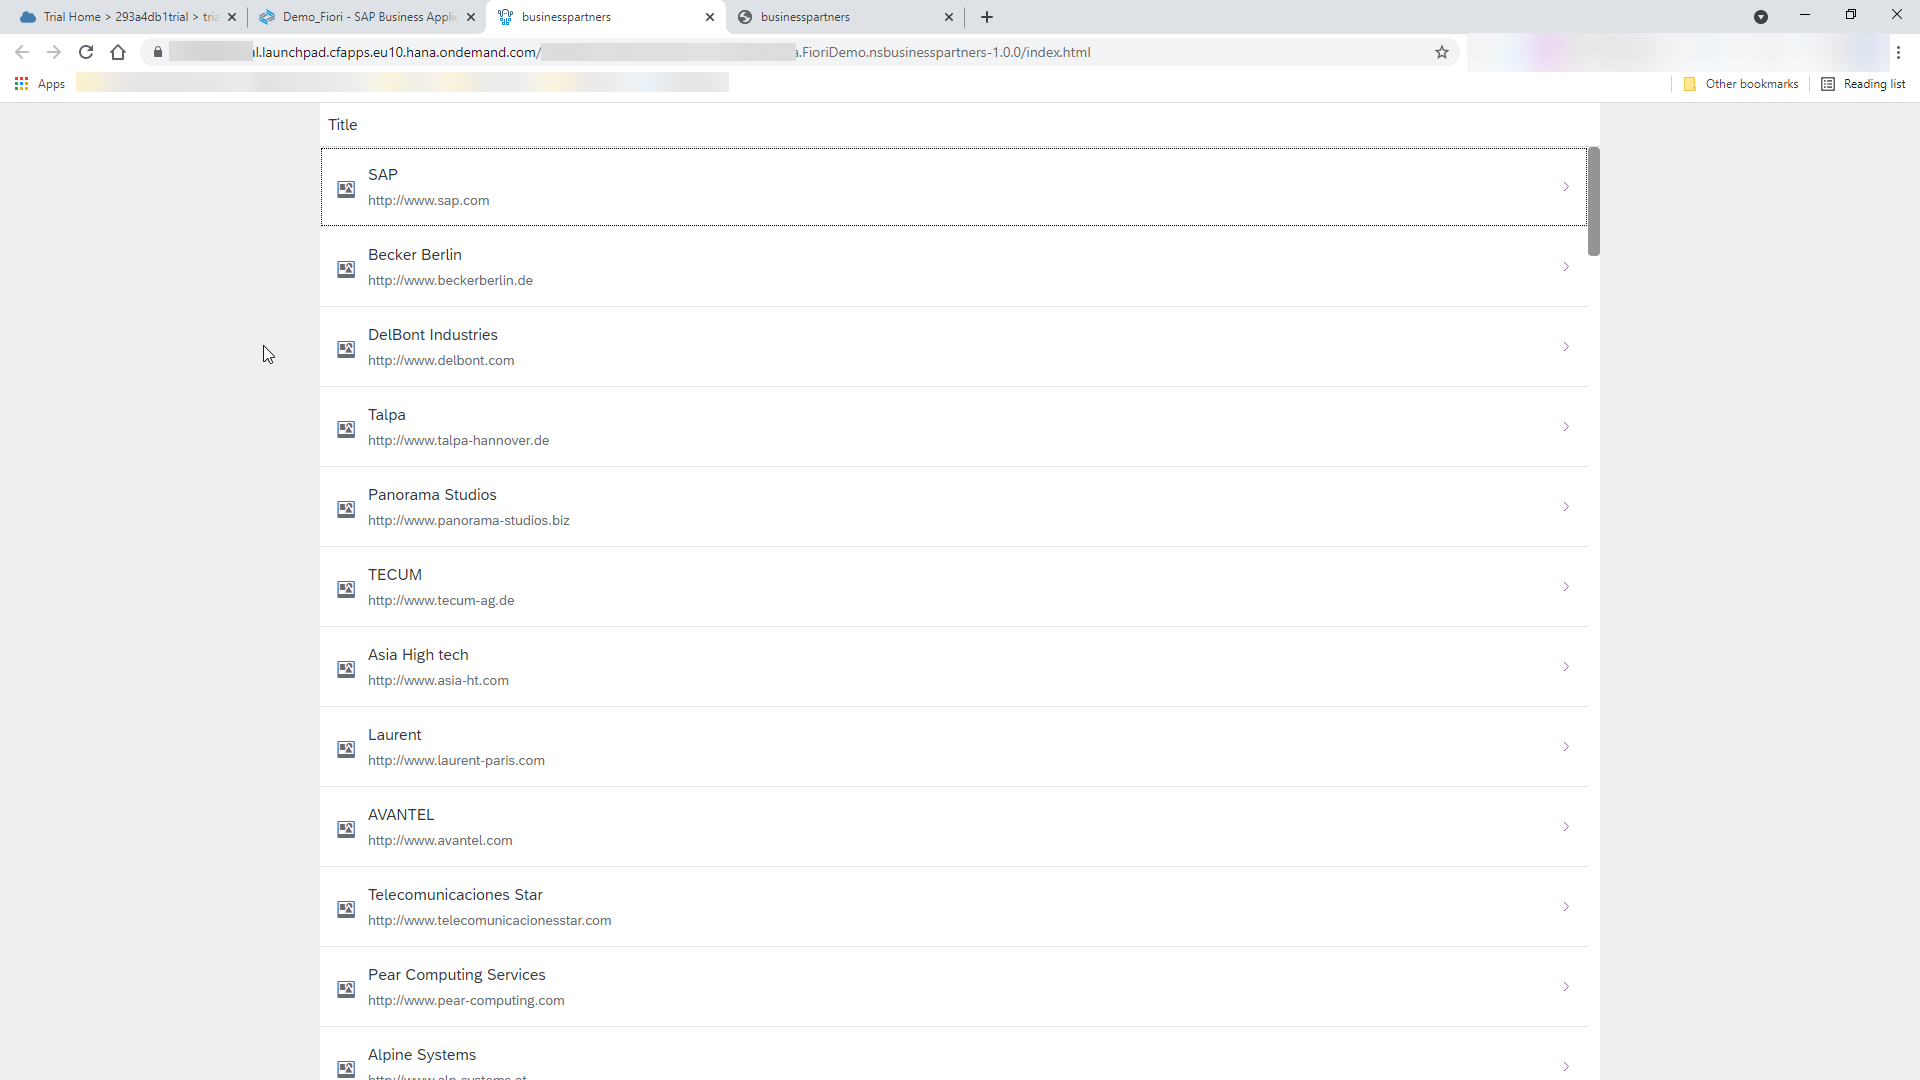 Trial Home > 293a4db1trial > tria
Demo_Fiori - SAP Business Applic
businesspartners
businesspartners
al.launchpad.cfapps.eu10.hana.ondemand.com/
a.FioriDemo.nsbusinesspartners-1.0.0/index.html
Apps
Other bookmarks
Reading list
Title
SAP
http://www.sap.com
Becker Berlin
http://www.beckerberlin.de
DelBont Industries
http://www.delbont.com
Talpa
http://www.talpa-hannover.de
Panorama Studios
http://www.panorama-studios.biz
TECUM
http://www.tecum-ag.de
Asia High tech
http://www.asia-ht.com
Laurent
http://www.laurent-paris.com
AVANTEL
http://www.avantel.com
Telecomunicaciones Star
http://www.telecomunicacionesstar.com
Pear Computing Services
http://www.pear-computing.com
Alpine Systems